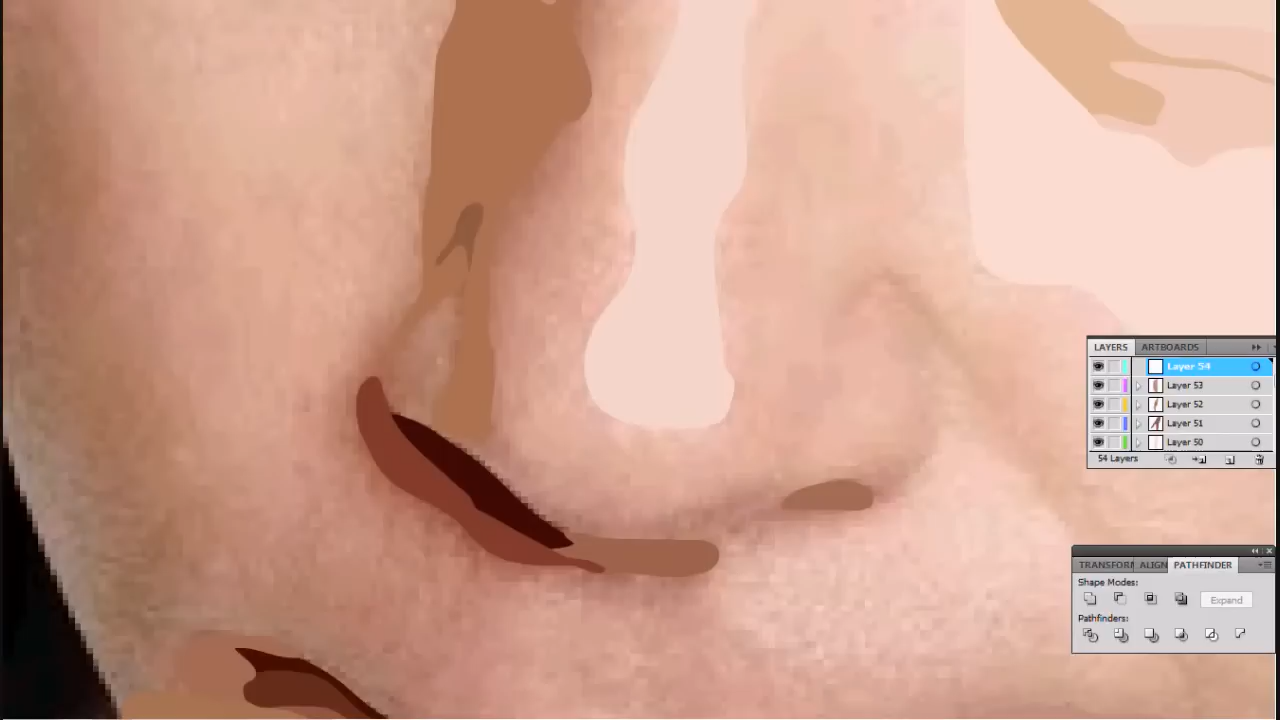 LAYERS ARTBOARDS
Layer 54
Layer 53
Layer 52
Layer 51
Layer 50
54 Layers
TRANSFORM ALIGN PATHFINDER
Shape Modes:
Expand
Pathfinders: